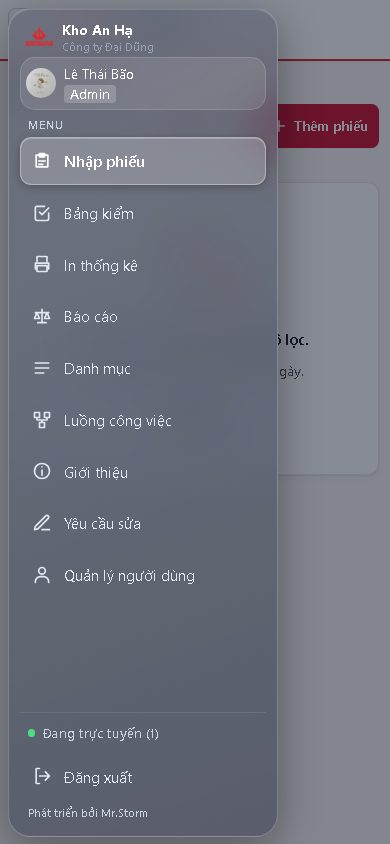 Kho An Hạ
Công ty Đại Dũng
Lê Thái Bão
Admin
MENU
Nhập phiếu
+ Thêm phiếu
Bảng kiểm
In thống kê
Báo cáo
lọc.
Danh mục
Luồng công việc
Giới thiệu
Yêu cầu sửa
Quản lý người dùng
Đang trực tuyến (1)
Đăng xuất
Phát triển bởi Mr.Storm